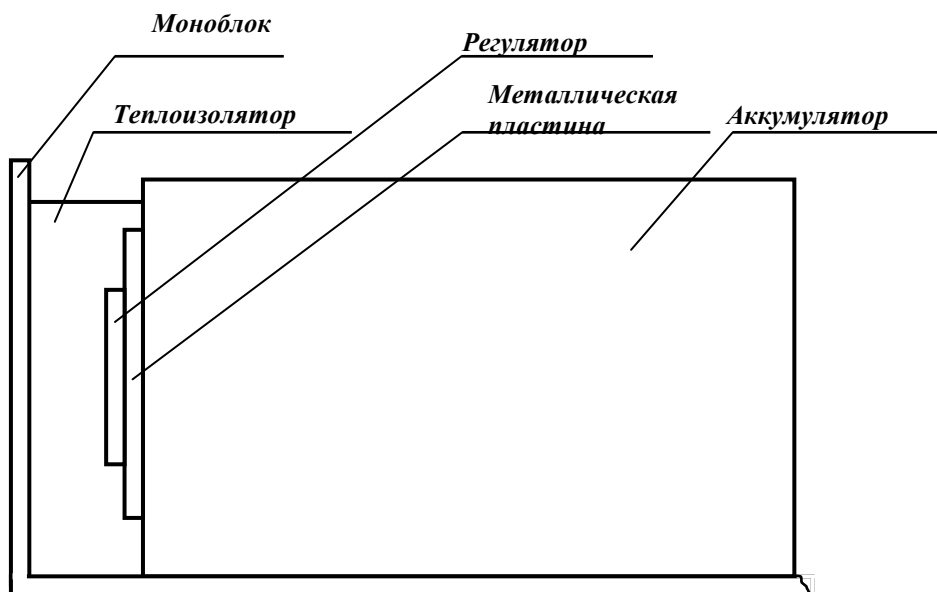 Моноблок
Регулятор
Металлическая
пластина
Теплоизолятор
Аккумулятор